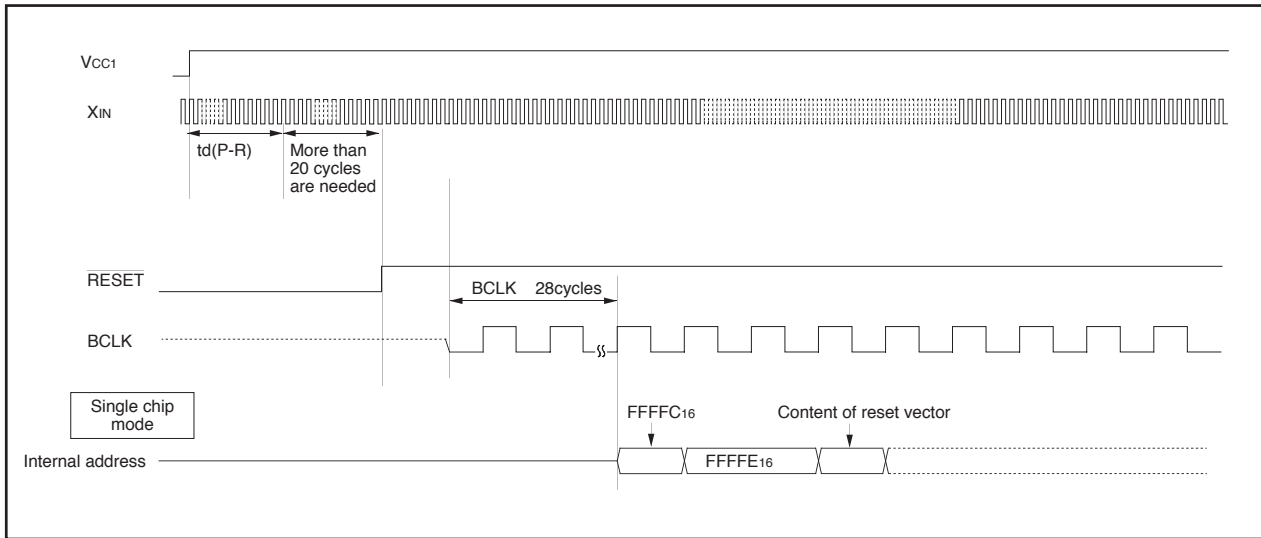 VCC1
XIN
td(P-R)
More than
20 cycles
are needed
RESET
BCLK 28cycles
BCLK
Single chip
mode
FFFFC16
Content of reset vector
Internal address
FFFFE16